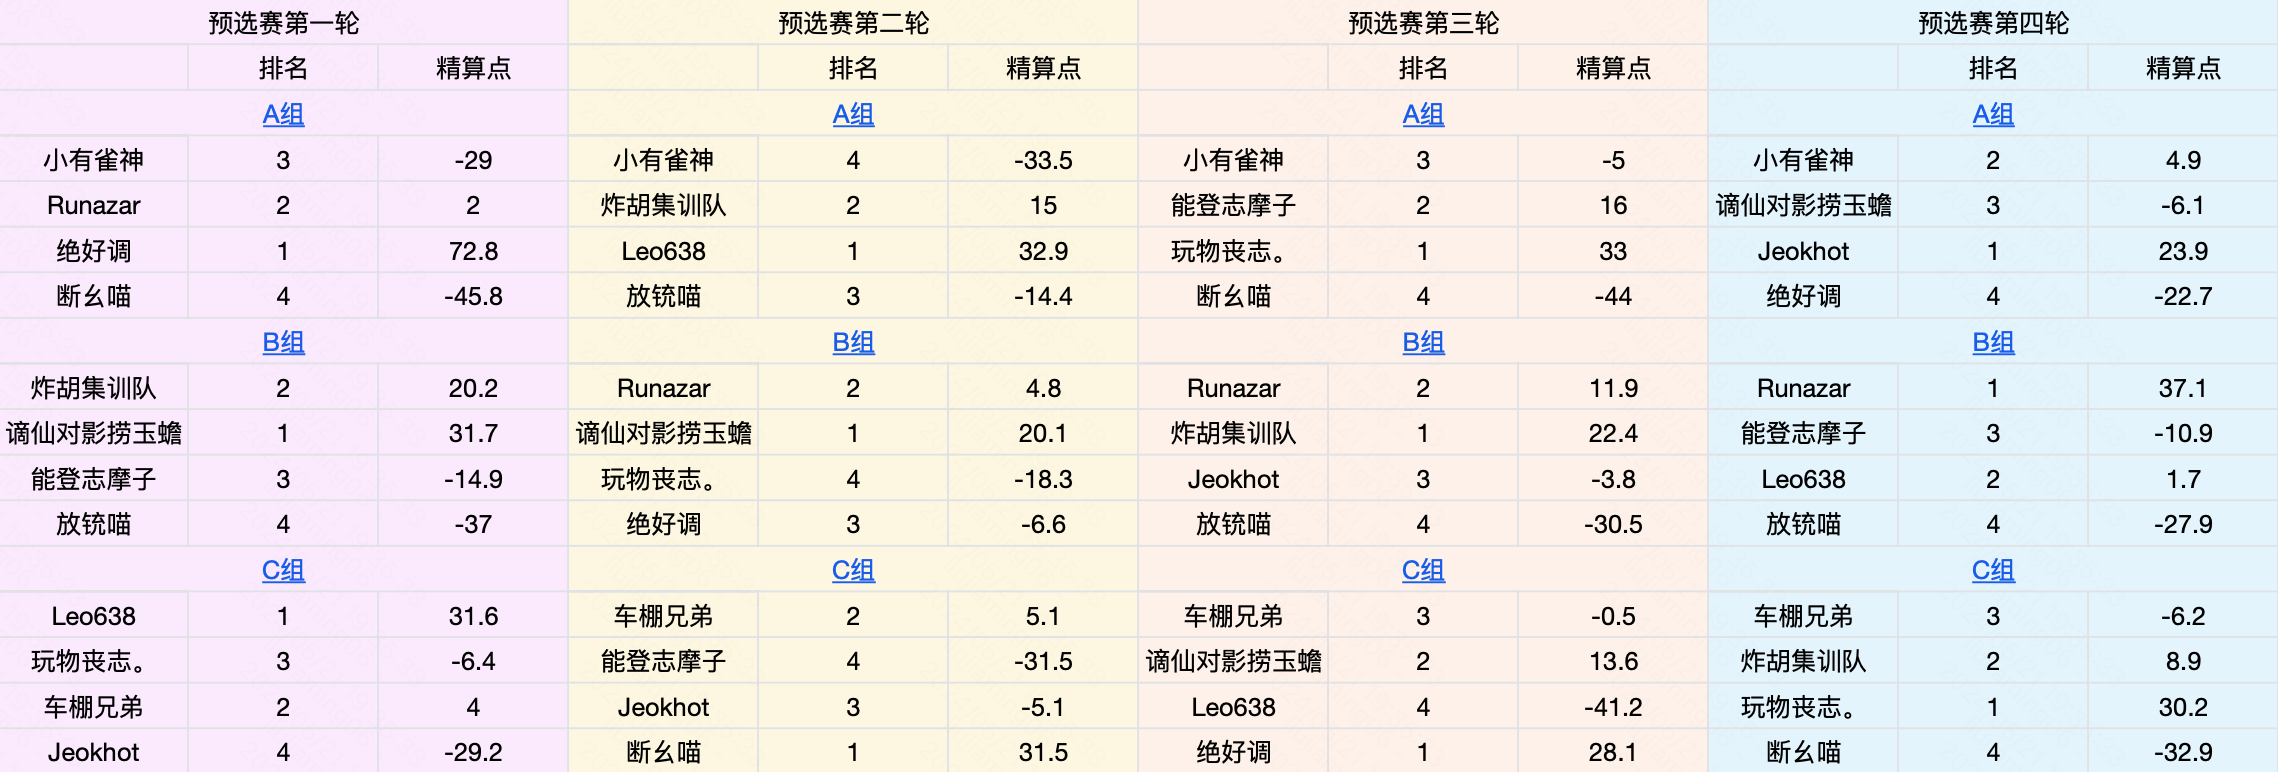 预选赛第一轮 预选赛第二轮 预选赛第三轮 预选赛第四轮
排名 精算点 排名 精算点 排名 精算点 排名 精算点
A组 A组 A组 A组
小有雀神 3 -29 小有雀神 4 -33.5 小有雀神 3 -5 小有雀神 2 4.9
Runazar 2 2 炸胡集训队 2 15 能登志摩子 2 16 谪仙对影捞玉蟾 3 -6.1
绝好调 1 72.8 Leo638 1 32.9 玩物丧志。 1 33 Jeokhot 1 23.9
断幺喵 4 -45.8 放铳喵 3 -14.4 断幺喵 4 -44 绝好调 4 -22.7
B组 B组 B组 B组
炸胡集训队 2 20.2 Runazar 2 4.8 Runazar 2 11.9 Runazar 1 37.1
谪仙对影捞玉蟾 1 31.7 谪仙对影捞玉蟾 1 20.1 炸胡集训队 1 22.4 能登志摩子 3 -10.9
能登志摩子 3 -14.9 玩物丧志。 4 -18.3 Jeokhot 3 -3.8 Leo638 2 1.7
放铳喵 4 -37 绝好调 3 -6.6 放铳喵 4 -30.5 放铳喵 4 -27.9
C组 C组 C组 C组
Leo638 1 31.6 车棚兄弟 2 5.1 车棚兄弟 3 -0.5 车棚兄弟 3 -6.2
玩物丧志。 3 -6.4 能登志摩子 4 -31.5 谪仙对影捞玉蟾 2 13.6 炸胡集训队 2 8.9
车棚兄弟 2 4 Jeokhot 3 -5.1 Leo638 4 -41.2 玩物丧志。 1 30.2
Jeokhot 4 -29.2 断幺喵 1 31.5 绝好调 1 28.1 断幺喵 4 -32.9